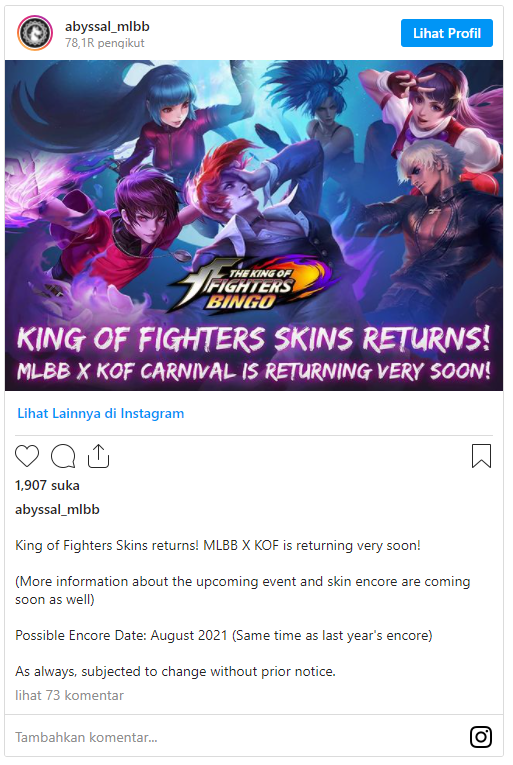 abyssal_mlbb
78,1R pengikut
Lihat Profil
THE KING OF
FIGHTERS
BINGO
KING OF FIGHTERS SKINS RETURNS!
MLBB X KOF CARNIVAL IS RETURNING VERY SOON!
Lihat Lainnya di Instagram
1,907 suka
abyssal_mlbb
King of Fighters Skins returns! MLBB X KOF is returning very soon!
(More information about the upcoming event and skin encore are coming
soon as well)
Possible Encore Date: August 2021 (Same time as last year's encore)
As always, subjected to change without prior notice.
lihat 73 komentar
Tambahkan komentar...